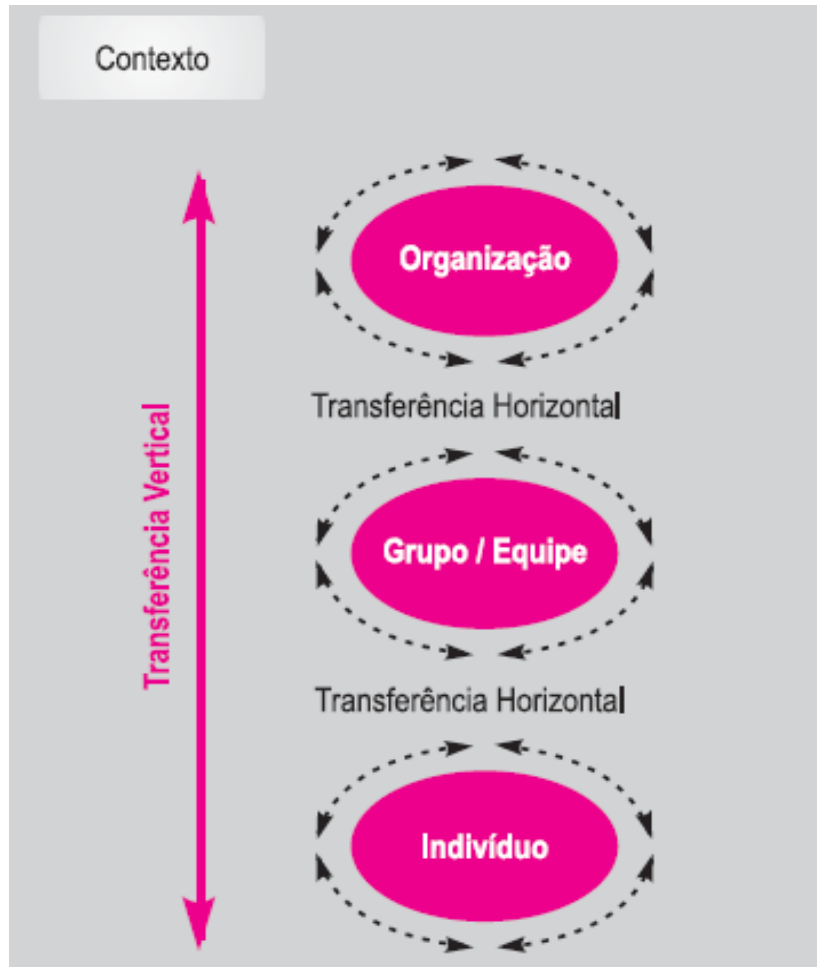 Contexto
Organização
Transferência Horizontal
Transferência Vertical
Grupo / Equipe
Transferência Horizontal
Indivíduo